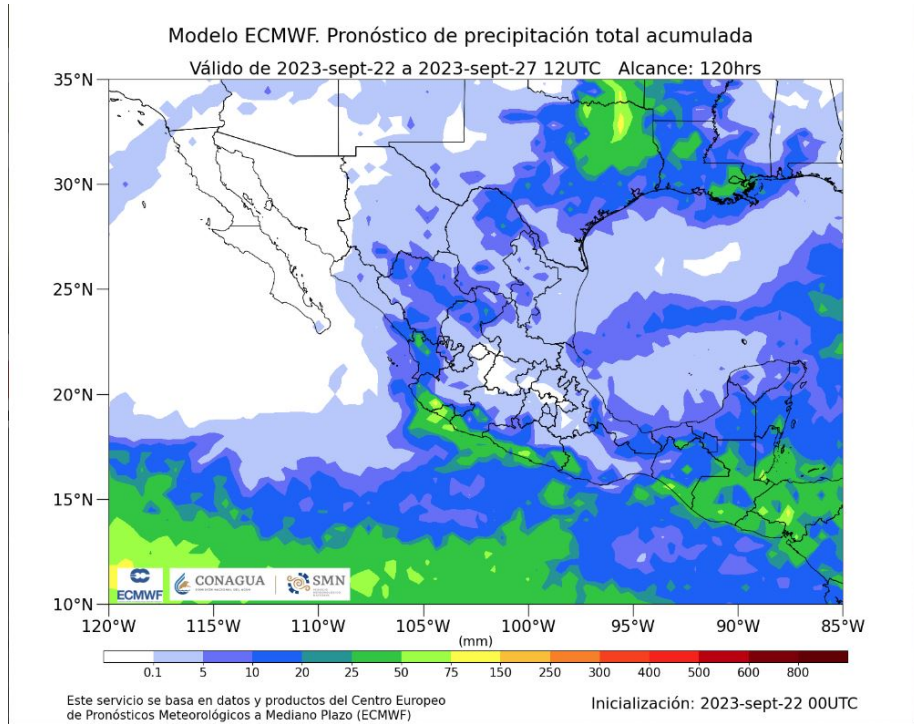 Modelo ECMWF. Pronóstico de precipitación total acumulada
Válido de 2023-sept-22 a 2023-sept-27 12UTC   Alcance: 120hrs
35°N
30°N
25°N
20°N
15°N
10°N
ECMWF
CONAGUA
SMN
120°W 115°W 110°W 105°W 100°W 95°W 90°W 85°W
(mm)
0.1 5 10 20 25 50 75 150 250 300 400 500 600 800
Este servicio se basa en datos y productos del Centro Europeo
de Pronósticos Meteorológicos a Mediano Plazo (ECMWF)
Inicialización: 2023-sept-22 00UTC